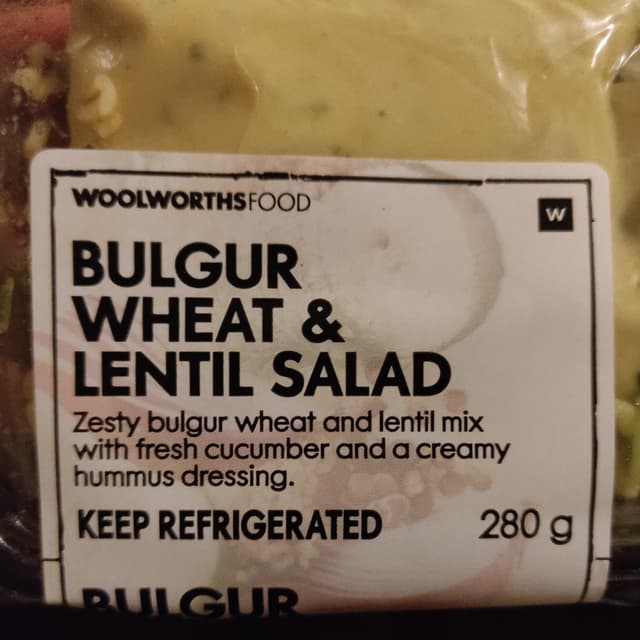 WOOLWORTHSFOOD
W
BULGUR
WHEAT &
LENTIL SALAD
Zesty bulgur wheat and lentil mix
with fresh cucumber and a creamy
hummus dressing.
KEEP REFRIGERATED 280 g
BULGUR